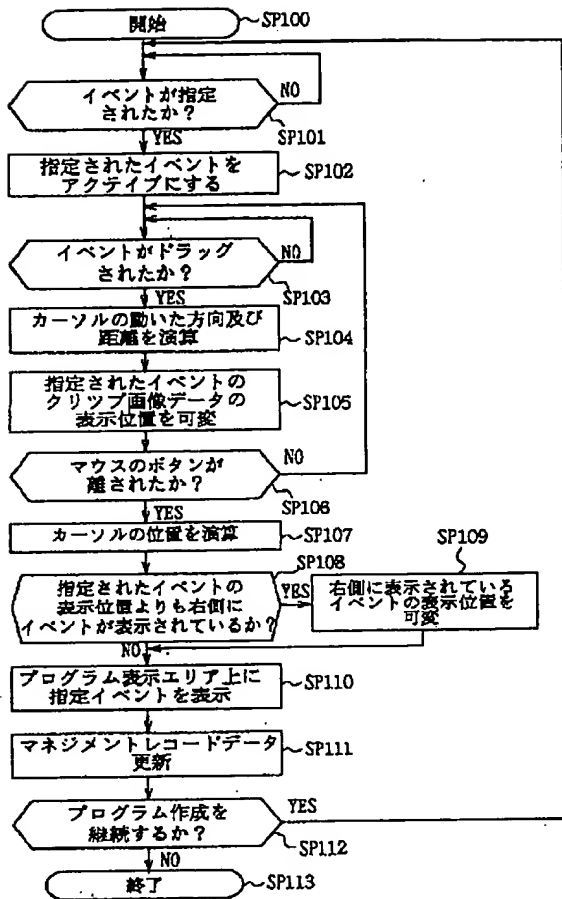 開始
SP100
イベントが指定
されたか？
NO
SP101
YES
指定されたイベントを
アクテイブにする
SP102
イベントがドラッグ
されたか？
NO
SP103
YES
カーソルの動いた方向及び
距離を演算
SP104
指定されたイベントの
クリツプ画像データの
表示位置を可変
SP105
マウスのボタンが
離されたか？
NO
SP106
YES
カーソルの位置を演算
SP107
指定されたイベントの
表示位置よりも右側に
イベントが表示されているか？
SP108
YES
NO
右側に表示されている
イベントの表示位置を
可変
SP109
プログラム表示エリア上に
指定イベントを表示
SP110
マネジメントレコードデータ
更新
SP111
プログラム作成を
継続するか？
YES
SP112
NO
終了
SP113